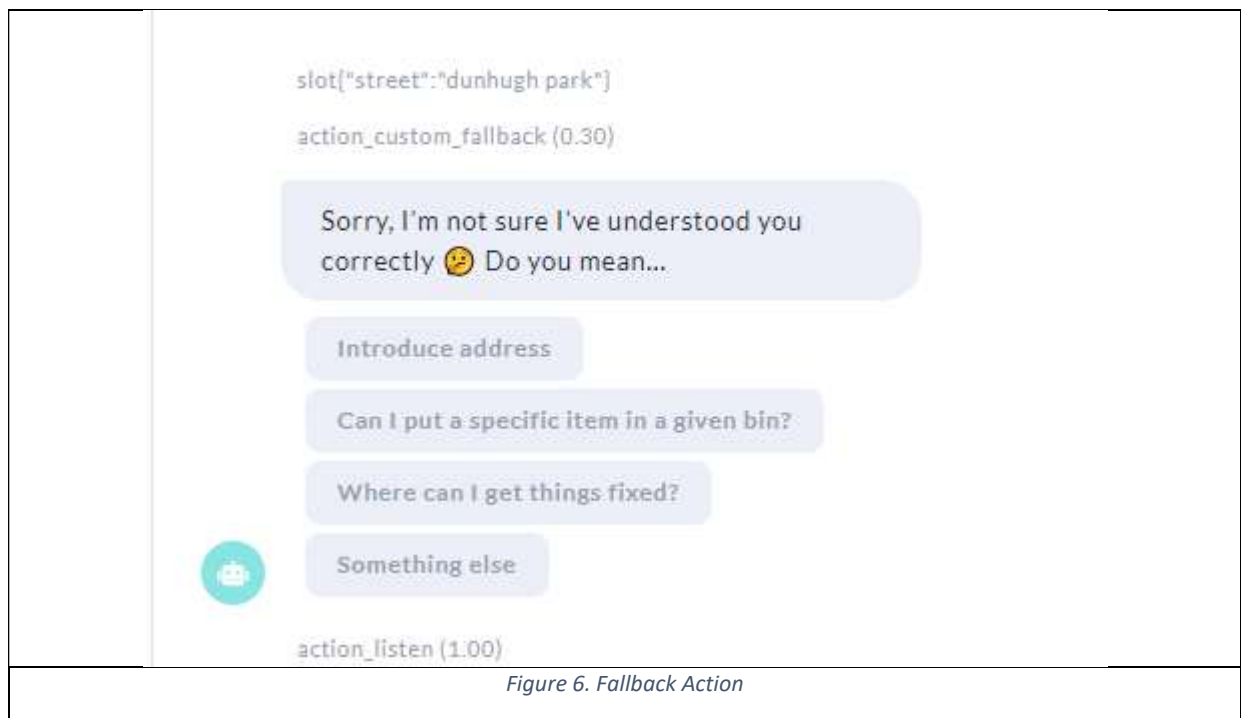 slot{"street":"dunhugh park"}
action_custom_fallback (0.30)
Sorry, I'm not sure I've understood you
correctly 🤔 Do you mean...
Introduce address
Can I put a specific item in a given bin?
Where can I get things fixed?
Something else
action_listen (1.00)
Figure 6. Fallback Action